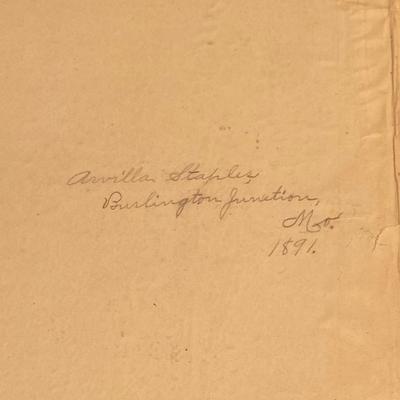 Arvilla Staples,
Burlington Junction,
Mo.
1891.